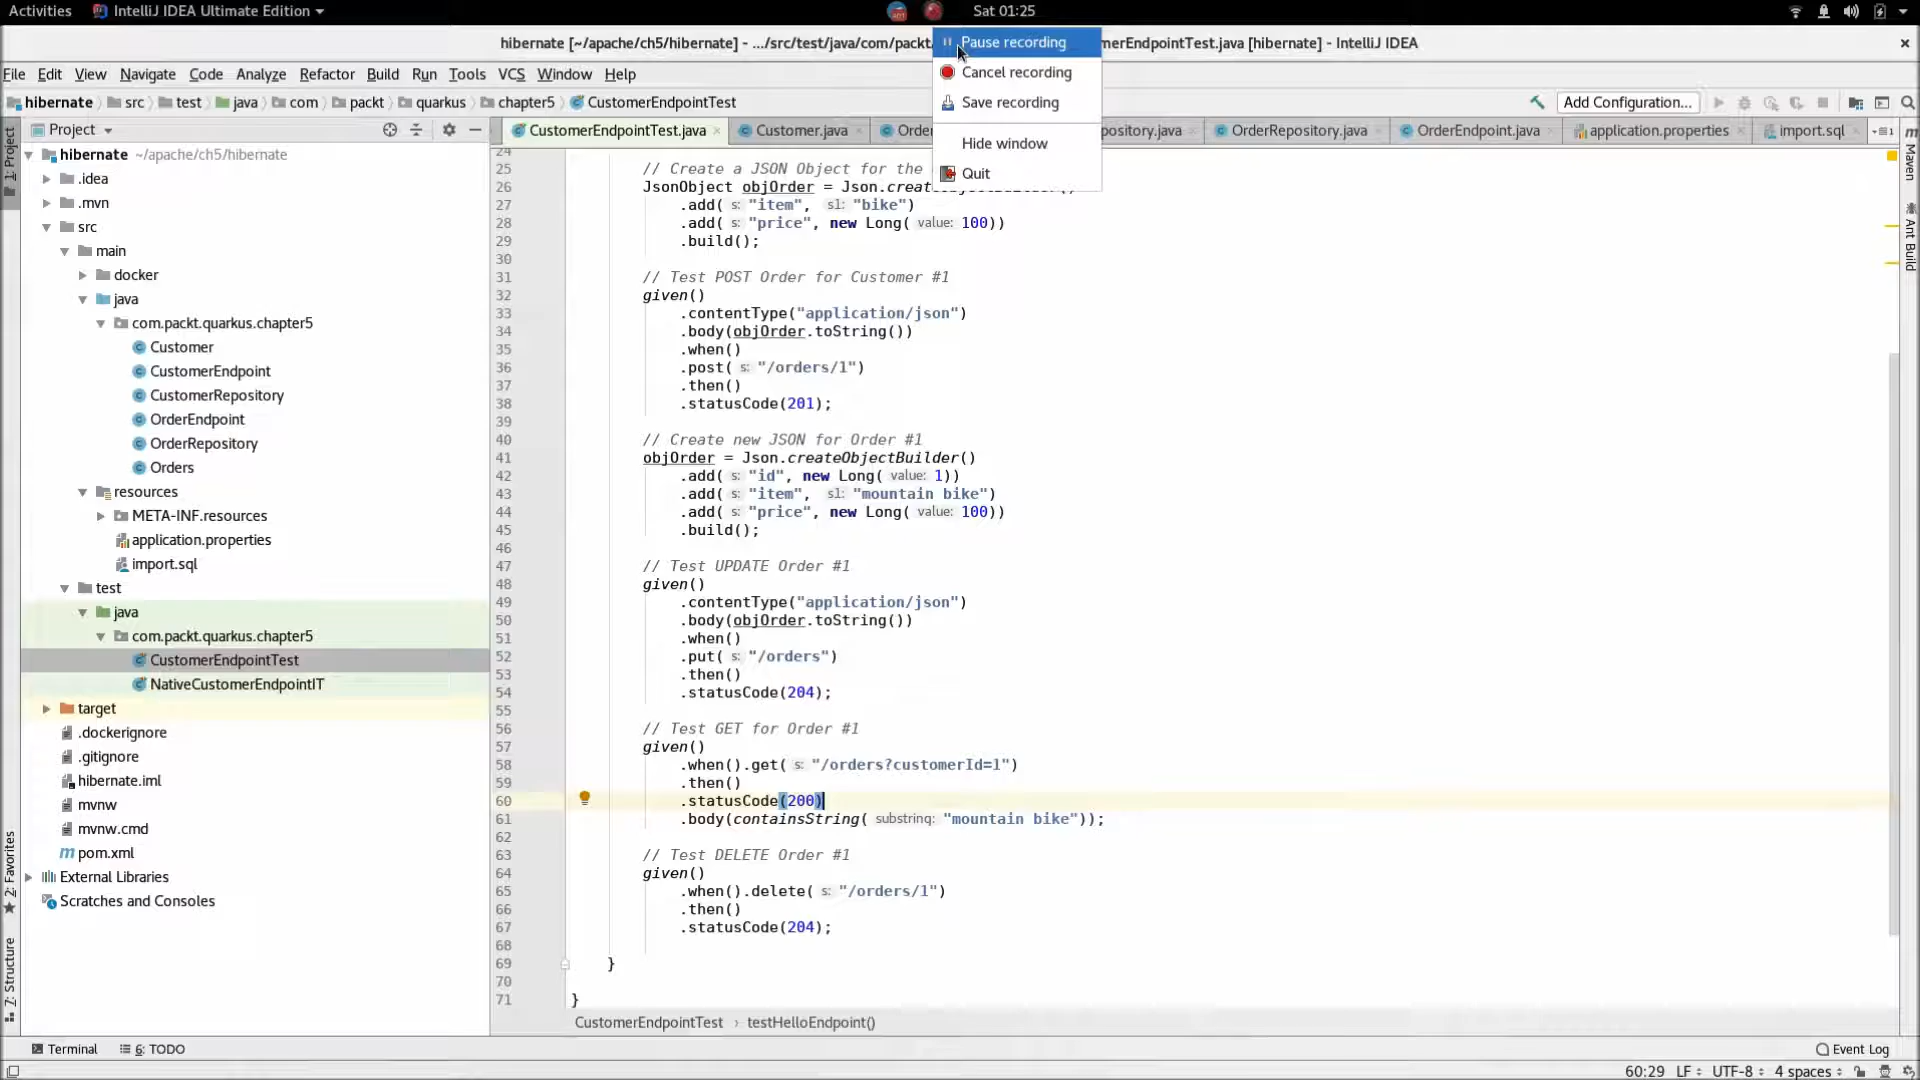 Activities IntelliJ IDEA Ultimate Edition Sat 01:25
hibernate [~/apache/ch5/hibernate] - .../src/test/java/com/packt/ merEndpointTest.java [hibernate] - IntelliJ IDEA
Pause recording
Cancel recording
Save recording
Hide window
Quit
File Edit View Navigate Code Analyze Refactor Build Run Tools VCS Window Help
hibernate src test java com packt quarkus chapter5 CustomerEndpointTest Add Configuration...
Project
CustomerEndpointTest.java Customer.java Order pository.java OrderRepository.java OrderEndpoint.java application.properties import.sql
1: Project
2: Favorites
7: Structure
Maven
Ant Build
hibernate ~/apache/ch5/hibernate
.idea
.mvn
src
main
docker
java
com.packt.quarkus.chapter5
Customer
CustomerEndpoint
CustomerRepository
OrderEndpoint
OrderRepository
Orders
resources
META-INF.resources
application.properties
import.sql
test
java
com.packt.quarkus.chapter5
CustomerEndpointTest
NativeCustomerEndpointIT
target
.dockerignore
.gitignore
hibernate.iml
mvnw
mvnw.cmd
pom.xml
External Libraries
Scratches and Consoles
24
25 // Create a JSON Object for the
26 JsonObject objOrder = Json.createObjectBuilder()
27 .add( s: "item", s1: "bike")
28 .add( s: "price", new Long( value: 100))
29 .build();
30
31 // Test POST Order for Customer #1
32 given()
33 .contentType("application/json")
34 .body(objOrder.toString())
35 .when()
36 .post( s: "/orders/1")
37 .then()
38 .statusCode(201);
39
40 // Create new JSON for Order #1
41 objOrder = Json.createObjectBuilder()
42 .add( s: "id", new Long( value: 1))
43 .add( s: "item", s1: "mountain bike")
44 .add( s: "price", new Long( value: 100))
45 .build();
46
47 // Test UPDATE Order #1
48 given()
49 .contentType("application/json")
50 .body(objOrder.toString())
51 .when()
52 .put( s: "/orders")
53 .then()
54 .statusCode(204);
55
56 // Test GET for Order #1
57 given()
58 .when().get( s: "/orders?customerId=1")
59 .then()
60 .statusCode(200)
61 .body(containsString( substring: "mountain bike"));
62
63 // Test DELETE Order #1
64 given()
65 .when().delete( s: "/orders/1")
66 .then()
67 .statusCode(204);
68
69 }
70
71 }
CustomerEndpointTest › testHelloEndpoint()
Terminal 6: TODO Event Log
60:29 LF UTF-8 4 spaces